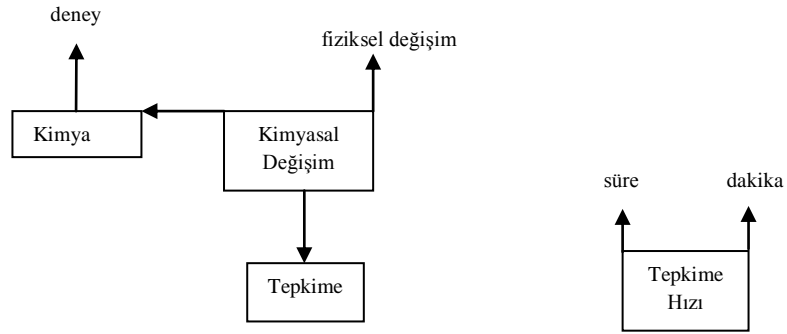 deney
fiziksel değişim
Kimya
Kimyasal
Değişim
süre
dakika
Tepkime
Tepkime
Hızı